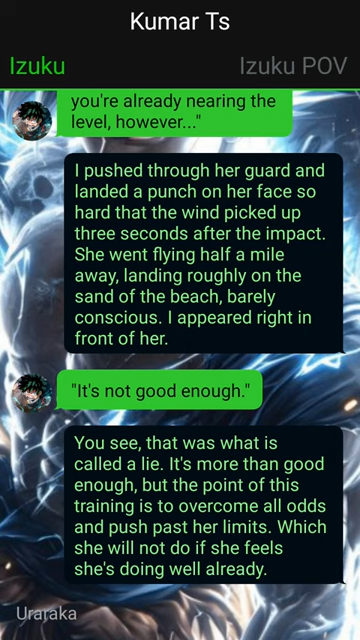 Kumar Ts
Izuku
Izuku POV
you're already nearing the
level, however..."
I pushed through her guard and
landed a punch on her face so
hard that the wind picked up
three seconds after the impact.
She went flying half a mile
away, landing roughly on the
sand of the beach, barely
conscious. I appeared right in
front of her.
"It's not good enough."
You see, that was what is
called a lie. It's more than good
enough, but the point of this
training is to overcome all odds
and push past her limits. Which
she will not do if she feels
she's doing well already.
Uraraka